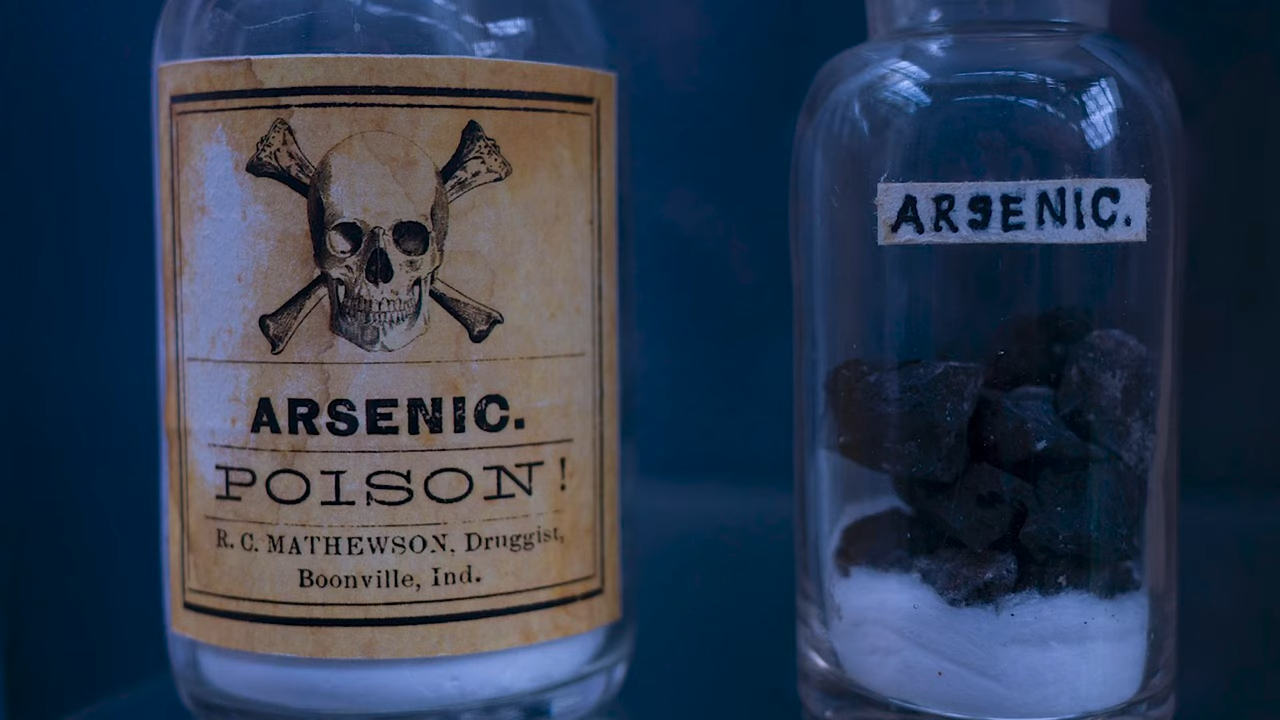 ARSENIC.
POISON!
R. C. MATHEWSON, Druggist,
Boonville, Ind.
ARSENIC.